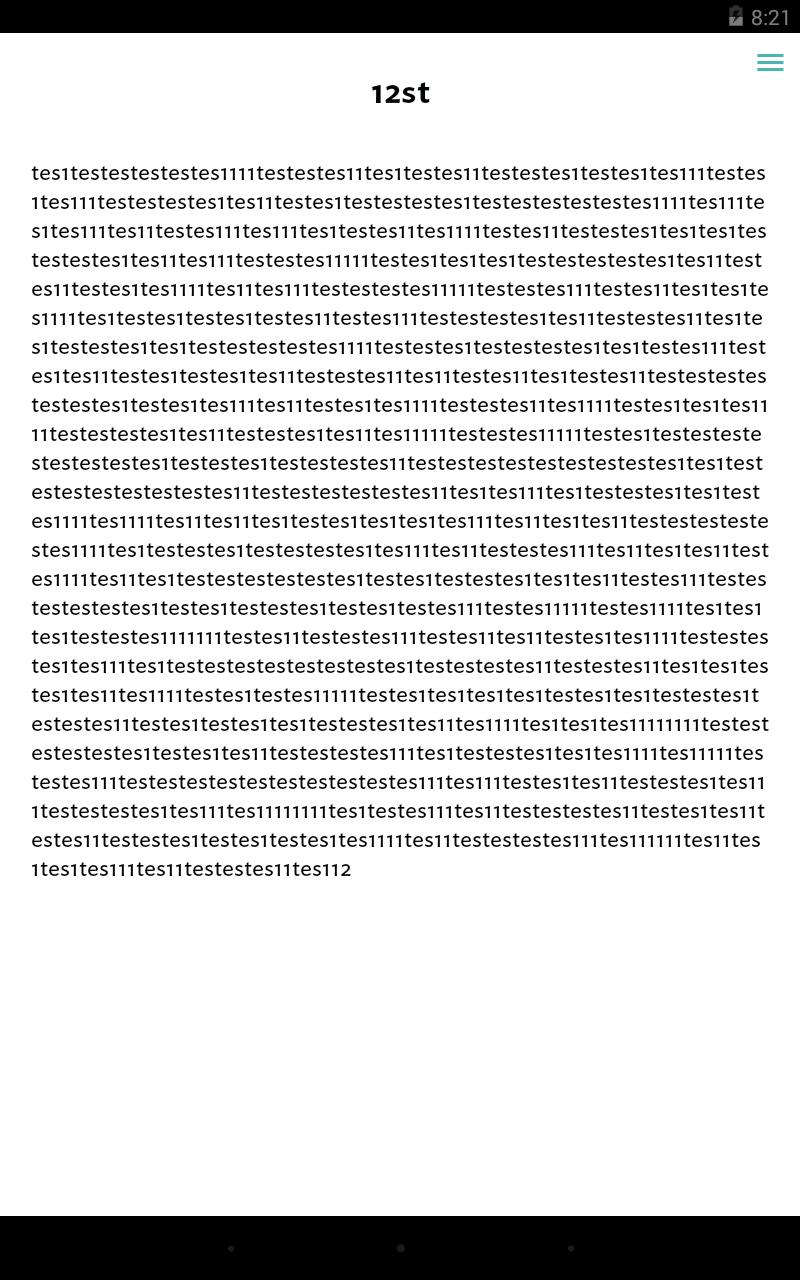 8:21
12st
tes1testestestestes1111testestes11tes1testes11testestes1testes1tes111testes
1tes111testestestes1tes11testes1testestestes1testestestestestes1111tes111te
s1tes111tes11testes111tes111tes1testes11tes1111testes11testestes1tes1tes1tes
testestes1tes11tes111testestes11111testes1tes1tes1testestestestes1tes11test
es11testes1tes1111tes11tes111testestestes11111testestes111testes11tes1tes1te
s1111tes1testes1testes1testes11testes111testestestes1tes11testestes11tes1te
s1testestes1tes1testestestestes1111testestes1testestestes1tes1testes111test
es1tes11testes1testes1tes11testestes11tes11testes11tes1testes11testestestes
testestes1testes1tes111tes11testes1tes1111testestes11tes1111testes1tes1tes11
11testestestes1tes11testestes1tes11tes11111testestes11111testes1testesteste
stestestestes1testestes1testestestes11testestestestestestestestes1tes1test
estestestestestestes11testestestestestes11tes1tes111tes1testestes1tes1test
es1111tes1111tes11tes11tes1testes1tes1tes1tes111tes11tes1tes11testestesteste
stes1111tes1testestes1testestestes1tes111tes11testestes111tes11tes1tes11test
es1111tes11tes1testestestestestes1testes1testestes1tes1tes11testes111testes
testestestes1testes1testestes1testes1testes111testes11111testes1111tes1tes1
tes1testestes1111111testes11testestes111testes11tes11testes1tes1111testestes
tes1tes111tes1testestestestestestestes1testestestes11testestes11tes1tes1tes
tes1tes11tes1111testes1testes11111testes1tes1tes1tes1testes1tes1testestes1t
estestes11testes1testes1tes1testestes1tes11tes1111tes1tes1tes11111111testest
estestestes1testes1tes11testestestes111tes1testestes1tes1tes1111tes11111tes
testes111testestestestestestestestes111tes111testes1tes11testestes1tes11
1testestestes1tes111tes11111111tes1testes111tes11testestestes11testes1tes11t
estes11testestes1testes1testes1tes1111tes11testestestes111tes111111tes11tes
1tes1tes111tes11testestes11tes112